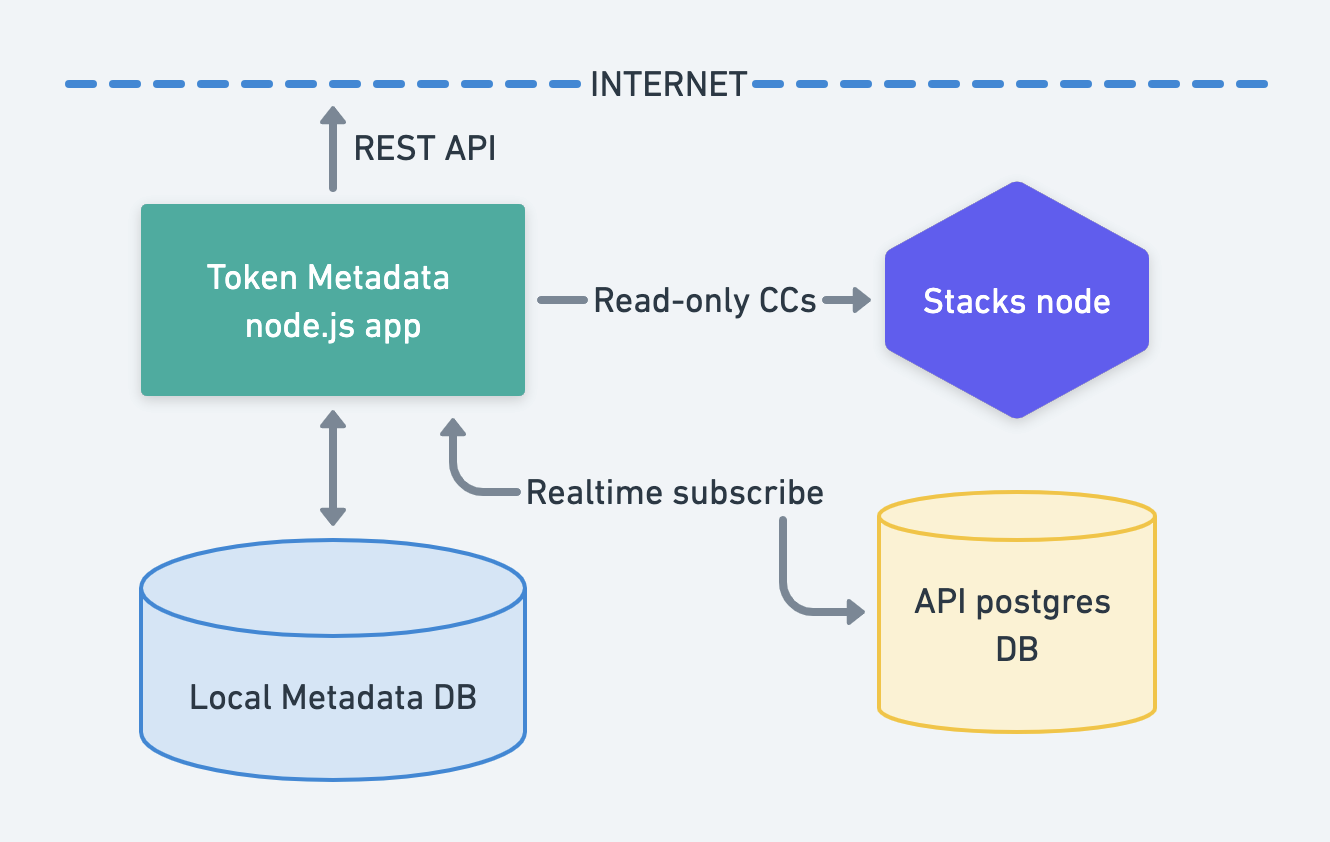 INTERNET
REST API
Token Metadata
node.js app
Read-only CCs
Stacks node
Realtime subscribe
API postgres
DB
Local Metadata DB